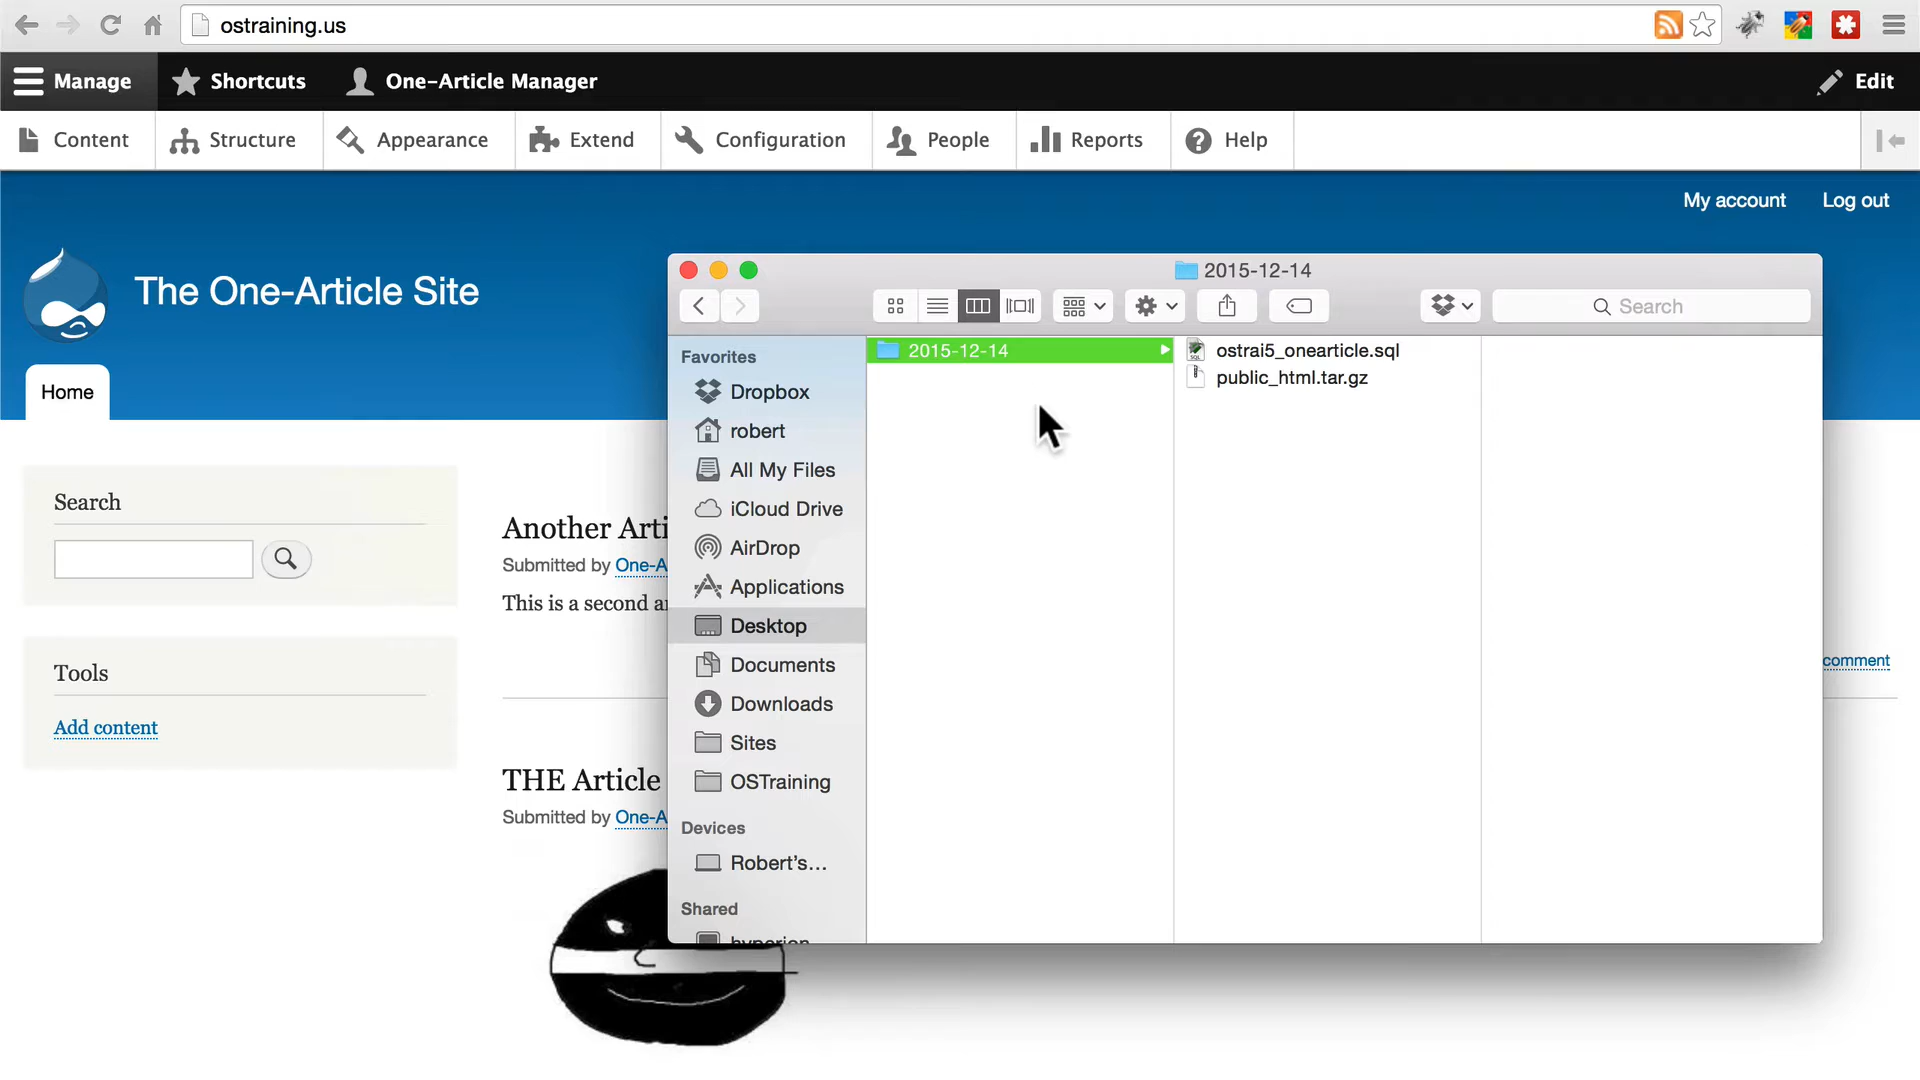 ostraining.us
Manage
Shortcuts
One-Article Manager
Edit
Content
Structure
Appearance
Extend
Configuration
People
Reports
Help
My account
Log out
The One-Article Site
Home
Search
Tools
Add content
Another Arti
Submitted by One-A
This is a second a
comment
THE Article
Submitted by One-A
2015-12-14
Search
Favorites
Dropbox
robert
All My Files
iCloud Drive
AirDrop
Applications
Desktop
Documents
Downloads
Sites
OSTraining
Devices
Robert's...
Shared
hyperion
2015-12-14
ostrai5_onearticle.sql
public_html.tar.gz